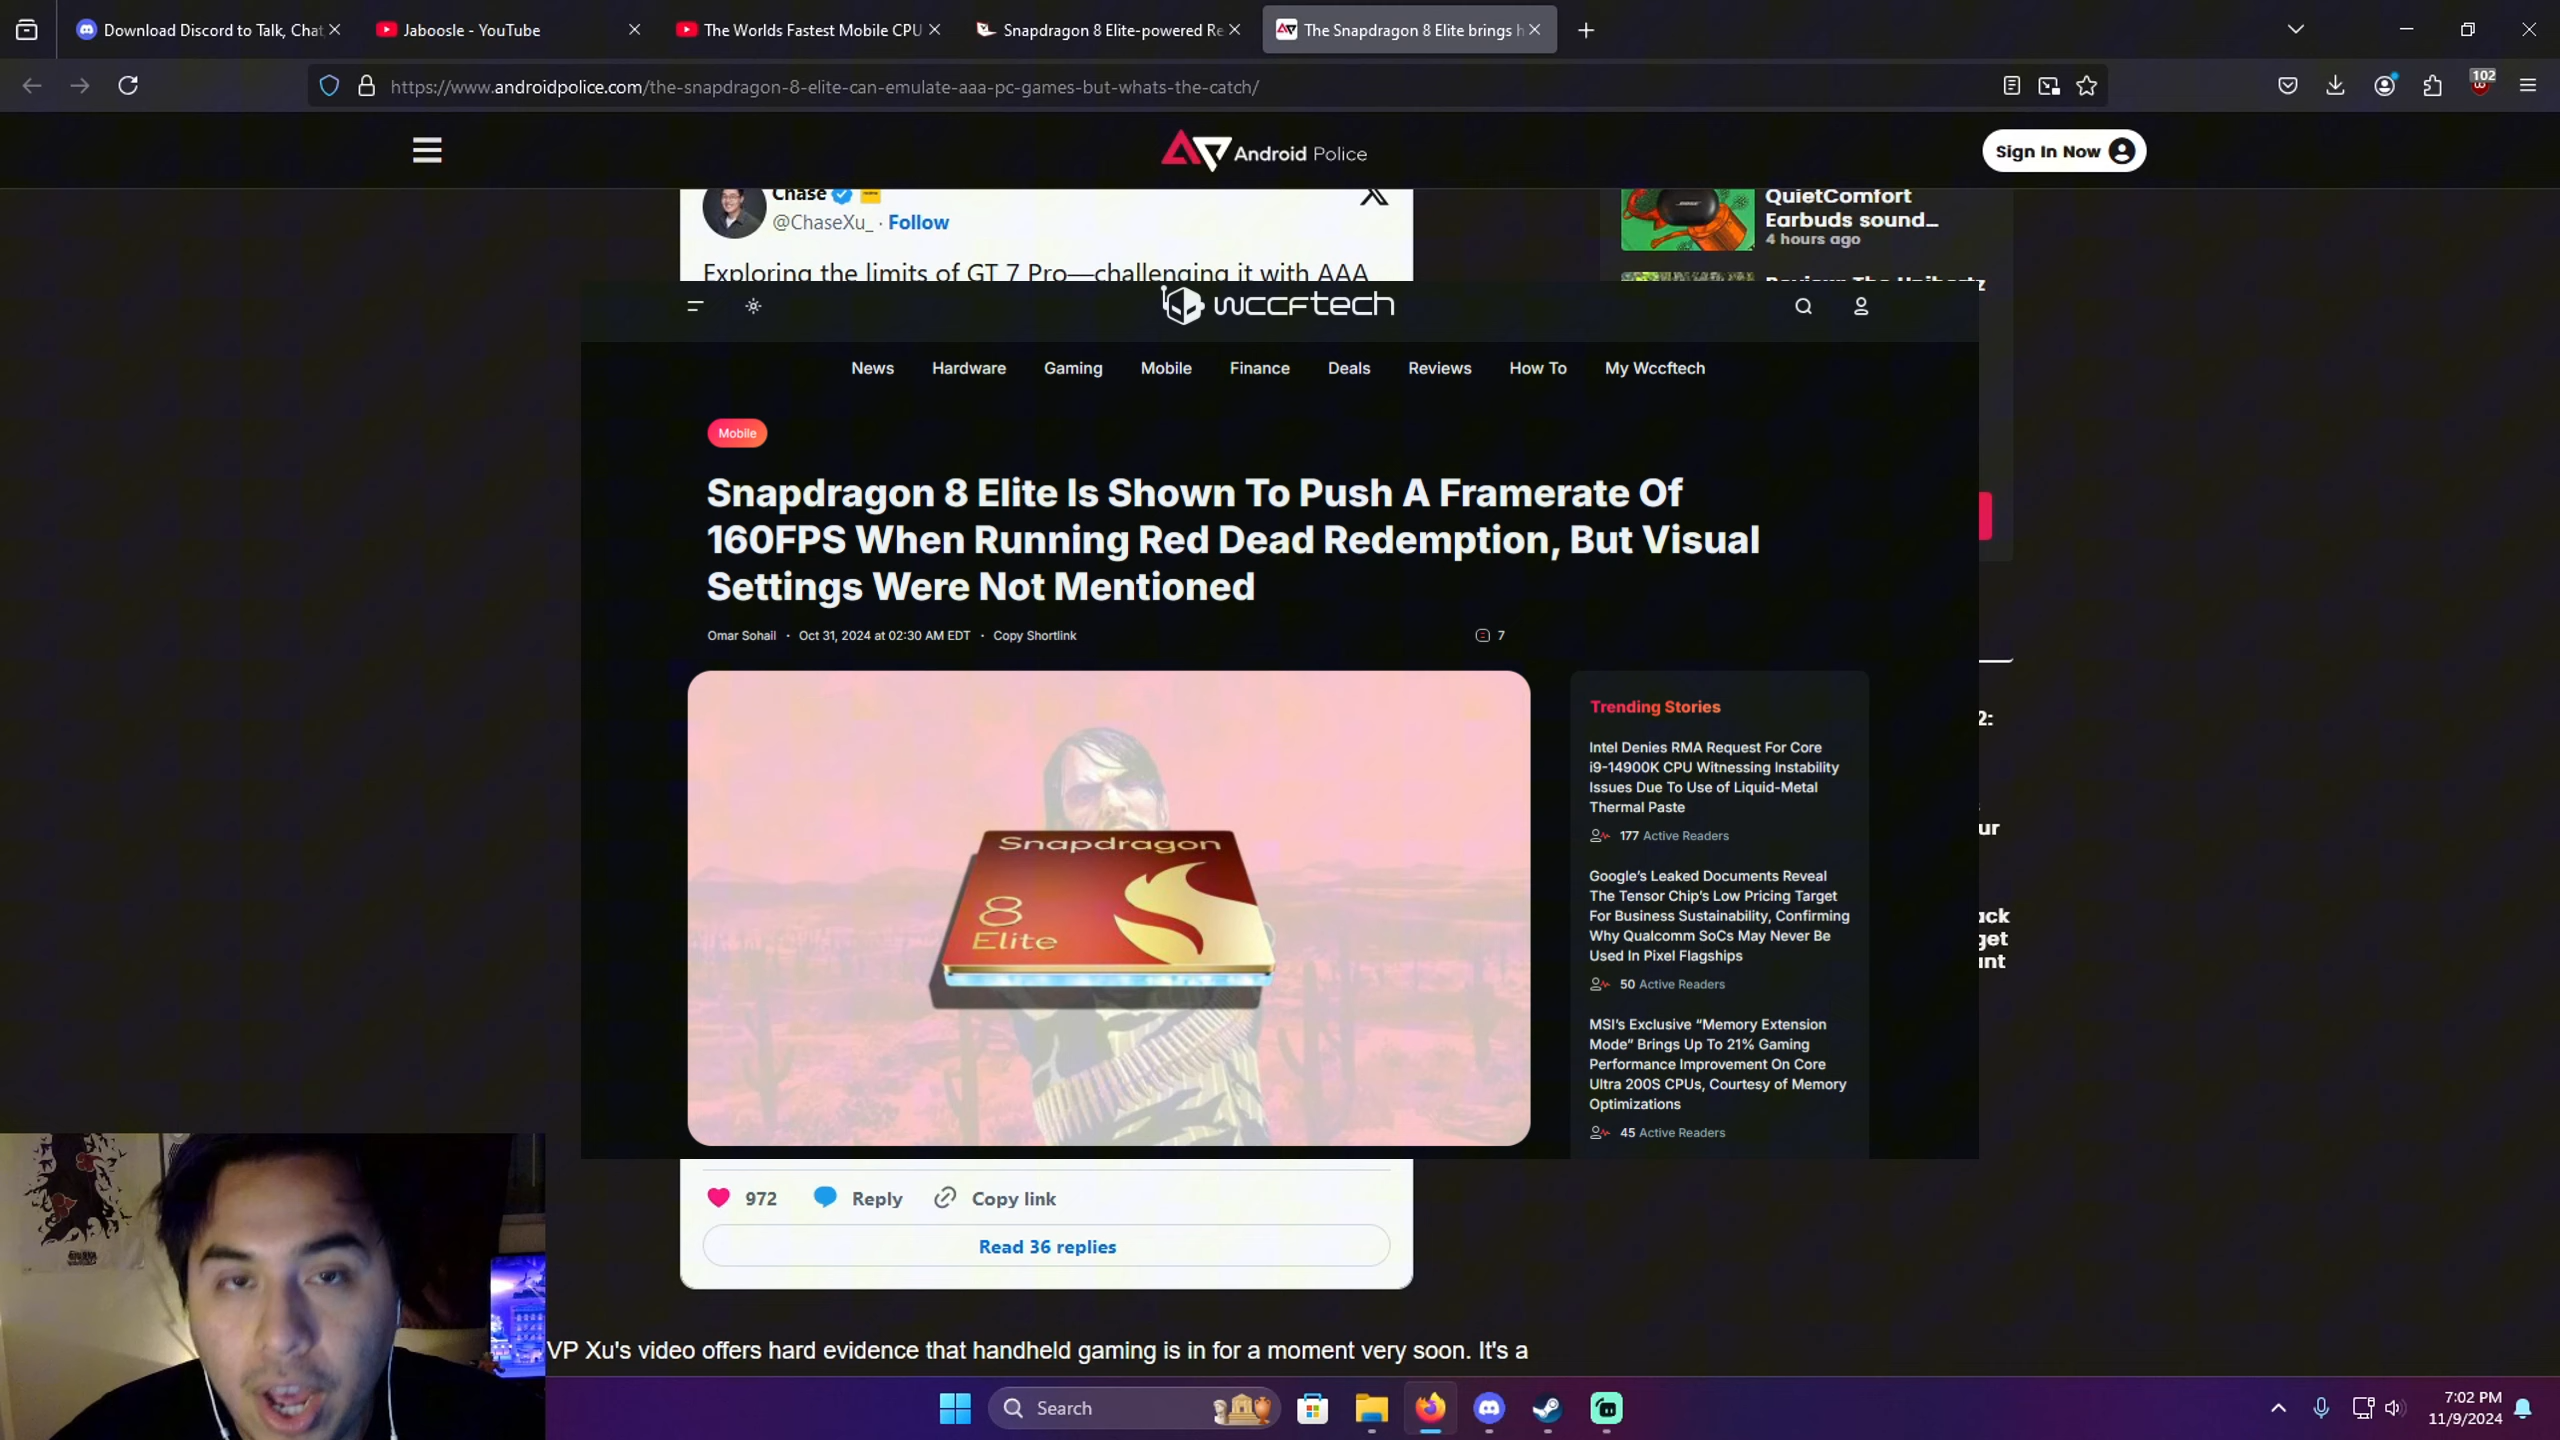 Download Discord to Talk, Chat
Jaboosle - YouTube
The Worlds Fastest Mobile CPU
Snapdragon 8 Elite-powered Re
The Snapdragon 8 Elite brings h
https://www.androidpolice.com/the-snapdragon-8-elite-can-emulate-aaa-pc-games-but-whats-the-catch/
102
Android Police
Sign In Now
Chase
@ChaseXu_ · Follow
Exploring the limits of GT 7 Pro—challenging it with AAA
QuietComfort
Earbuds sound...
4 hours ago
wccftech
News
Hardware
Gaming
Mobile
Finance
Deals
Reviews
How To
My Wccftech
Mobile
Snapdragon 8 Elite Is Shown To Push A Framerate Of
160FPS When Running Red Dead Redemption, But Visual
Settings Were Not Mentioned
Omar Sohail · Oct 31, 2024 at 02:30 AM EDT · Copy Shortlink
7
Snapdragon
8
Elite
Trending Stories
Intel Denies RMA Request For Core
i9-14900K CPU Witnessing Instability
Issues Due To Use of Liquid-Metal
Thermal Paste
177 Active Readers
Google's Leaked Documents Reveal
The Tensor Chip's Low Pricing Target
For Business Sustainability, Confirming
Why Qualcomm SoCs May Never Be
Used In Pixel Flagships
50 Active Readers
MSI's Exclusive “Memory Extension
Mode” Brings Up To 21% Gaming
Performance Improvement On Core
Ultra 200S CPUs, Courtesy of Memory
Optimizations
45 Active Readers
2:
ur
ack
get
unt
972
Reply
Copy link
Read 36 replies
VP Xu's video offers hard evidence that handheld gaming is in for a moment very soon. It's a
Search
7:02 PM
11/9/2024